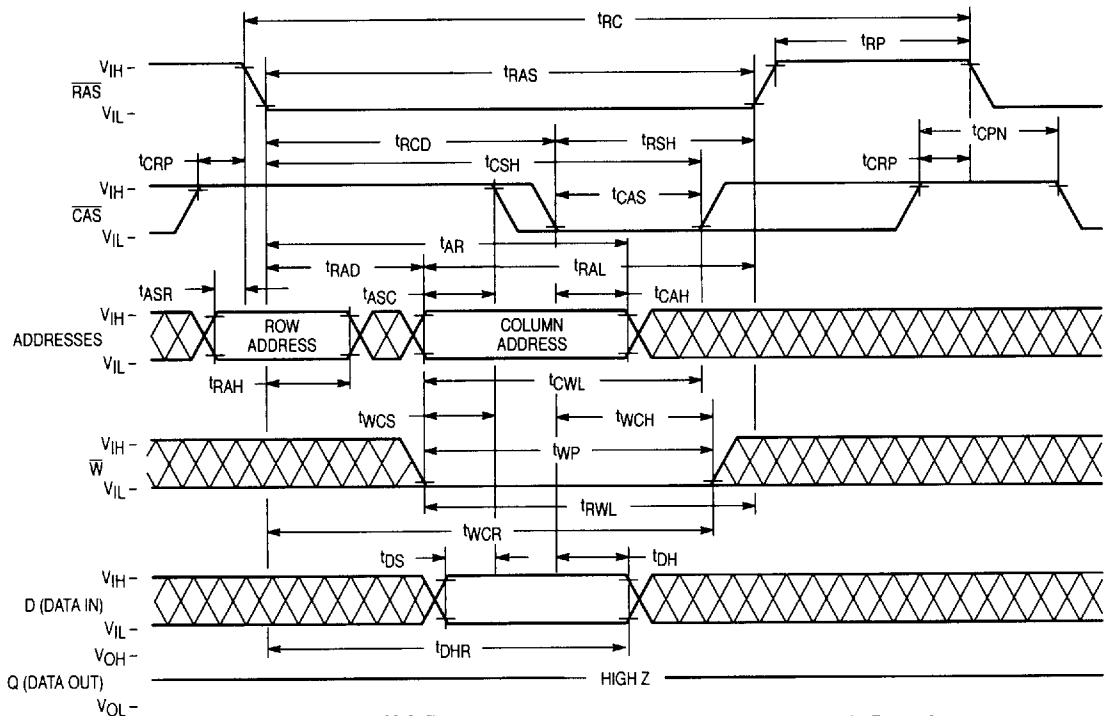 tRC
tRP
VIH –
tRAS
RAS
VIL –
tRCD
tRSH
tCPN
tCRP
tCSH
tCRP
VIH –
tCAS
CAS
VIL –
tAR
tRAD
tRAL
tASR
tASC
tCAH
VIH –
ROW ADDRESS
COLUMN ADDRESS
ADDRESSES
VIL –
tRAH
tCWL
tWCS
tWCH
VIH –
W
tWP
VIL –
tRWL
tWCR
tDS
tDH
VIH –
D (DATA IN)
VIL –
tDHR
VOH –
Q (DATA OUT)
HIGH Z
VOL –